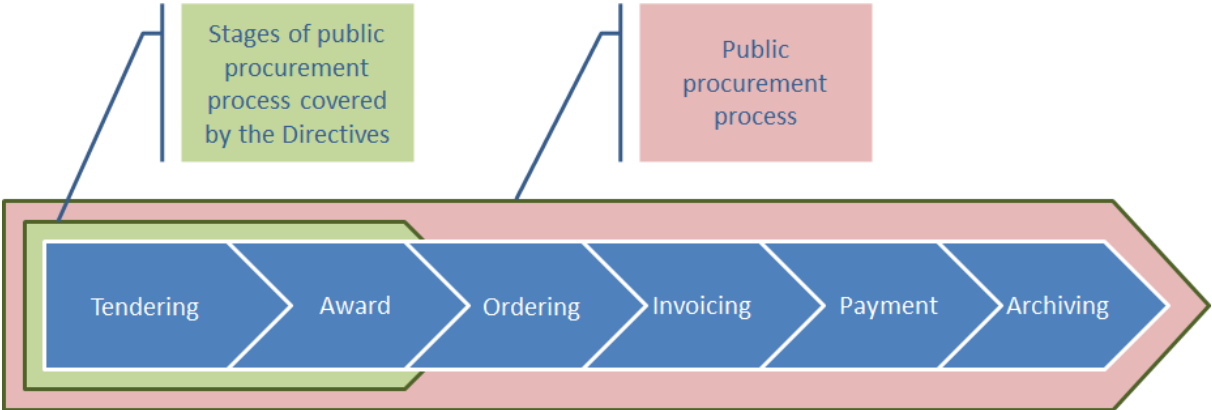 Stages of public
procurement
process covered
by the Directives
Public
procurement
process
Tendering
Award
Ordering
Invoicing
Payment
Archiving